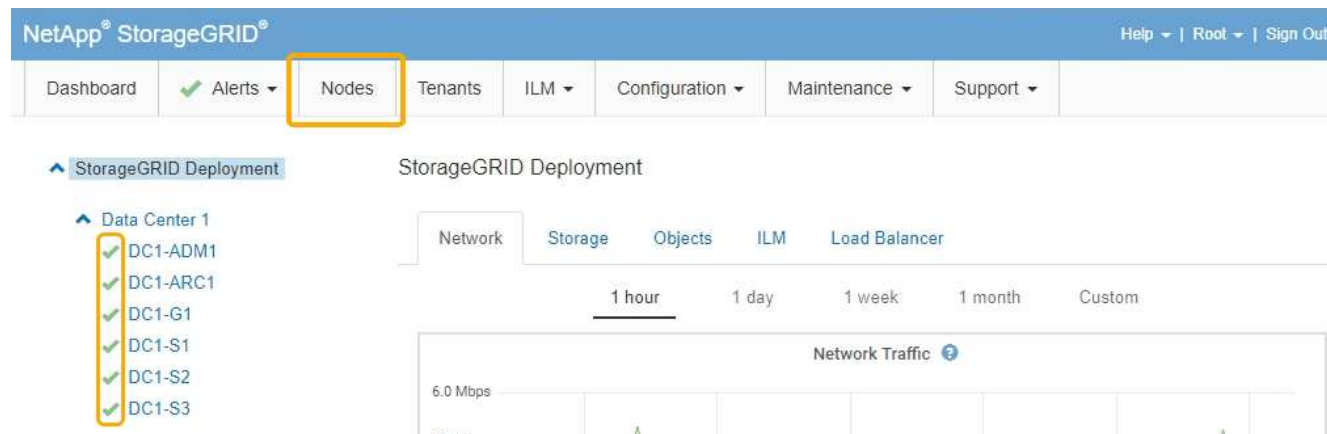 NetApp® StorageGRID®
Help | Root | Sign Out
Dashboard Alerts Nodes Tenants ILM Configuration Maintenance Support
StorageGRID Deployment
Data Center 1
DC1-ADM1
DC1-ARC1
DC1-G1
DC1-S1
DC1-S2
DC1-S3
StorageGRID Deployment
Network Storage Objects ILM Load Balancer
1 hour 1 day 1 week 1 month Custom
Network Traffic ?
6.0 Mbps